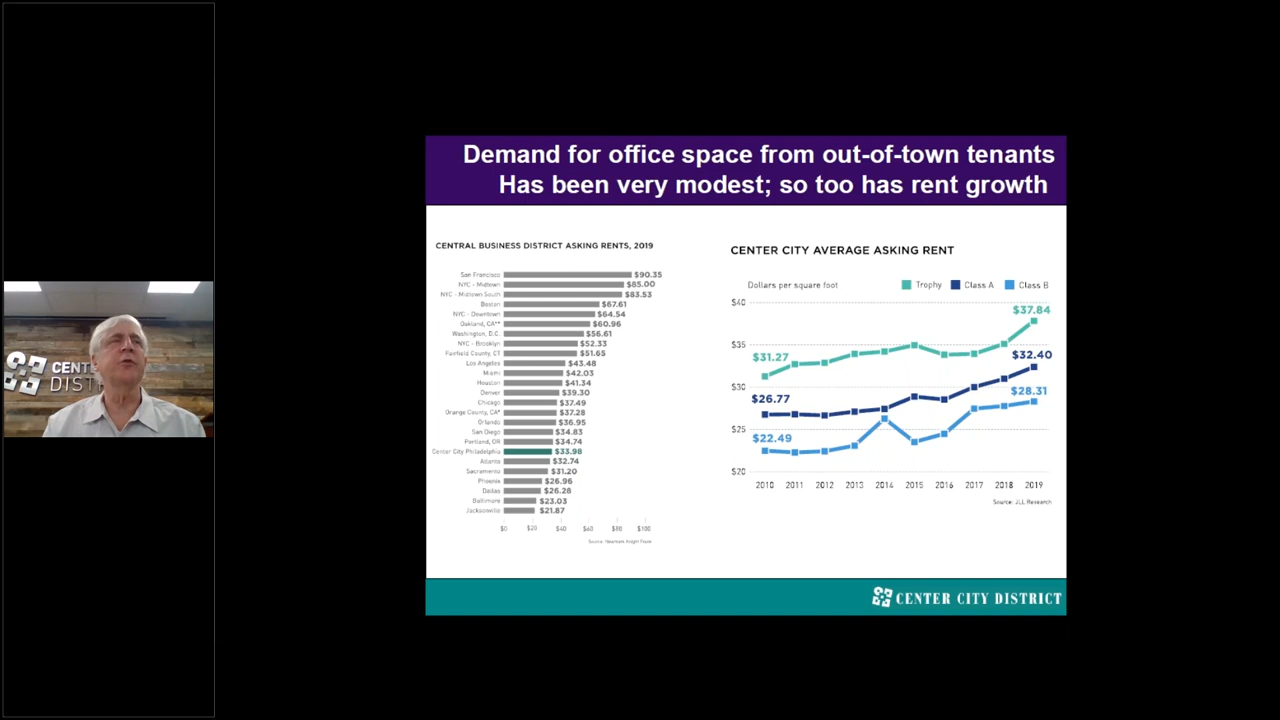 CENT
DIST
Demand for office space from out-of-town tenants
Has been very modest; so too has rent growth
CENTRAL BUSINESS DISTRICT ASKING RENTS, 2019
San Francisco $90.35
NYC - Midtown $85.00
NYC - Midtown South $83.53
Boston $67.61
NYC - Downtown $64.54
Oakland, CA** $60.96
Washington, D.C. $56.61
NYC - Brooklyn $52.33
Fairfield County, CT $51.65
Los Angeles $43.48
Miami $42.03
Houston $41.34
Denver $39.30
Chicago $37.49
Orange County, CA* $37.28
Orlando $36.95
San Diego $34.83
Portland, OR $34.74
Center City Philadelphia $33.98
Atlanta $32.74
Sacramento $31.20
Phoenix $26.96
Dallas $26.28
Baltimore $23.03
Jacksonville $21.87
$0 $20 $40 $60 $80 $100
Source: Newmark Knight Frank
CENTER CITY AVERAGE ASKING RENT
Dollars per square foot Trophy Class A Class B
$40
$37.84
$35
$31.27
$32.40
$30
$26.77
$28.31
$25
$22.49
$20
2010 2011 2012 2013 2014 2015 2016 2017 2018 2019
Source: JLL Research
CENTER CITY DISTRICT